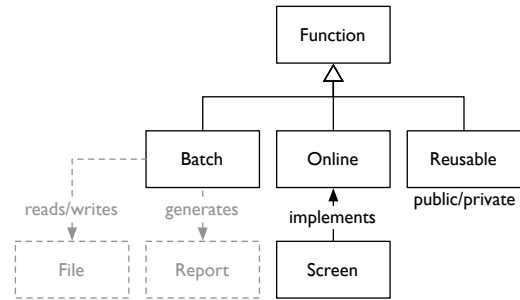 Function
Batch
Online
Reusable
public/private
reads/writes
generates
implements
File
Report
Screen